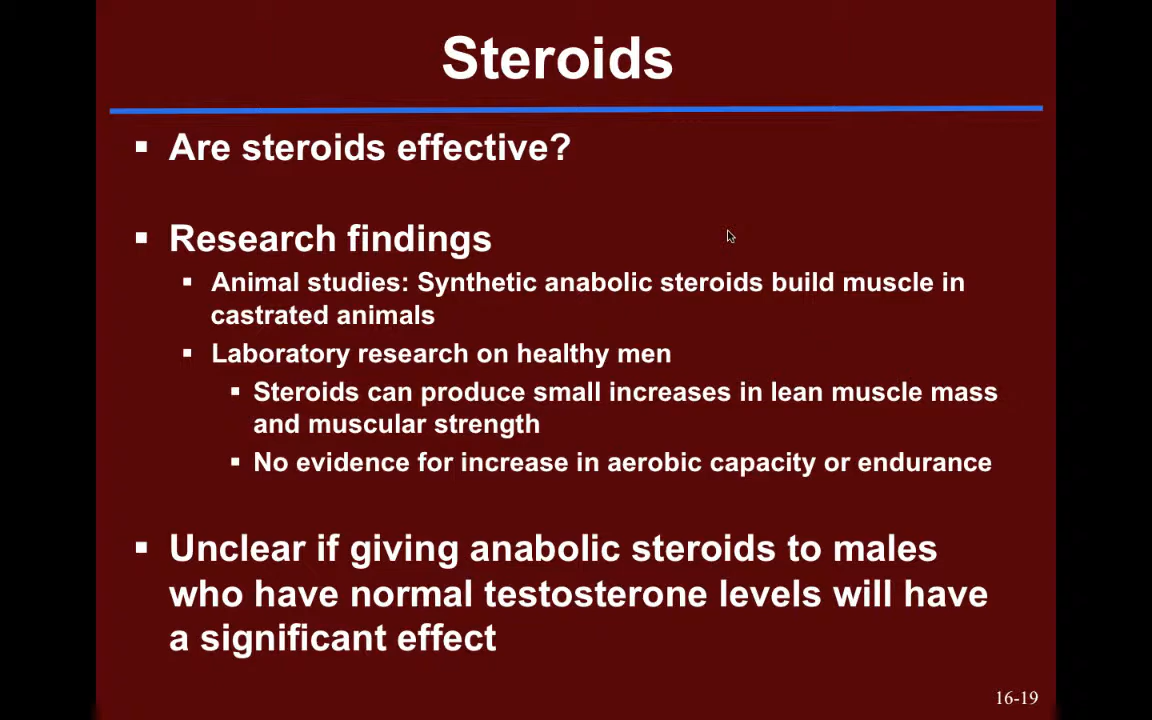 Steroids
▪ Are steroids effective?
▪ Research findings
▪ Animal studies: Synthetic anabolic steroids build muscle in
castrated animals
▪ Laboratory research on healthy men
▪ Steroids can produce small increases in lean muscle mass
and muscular strength
▪ No evidence for increase in aerobic capacity or endurance
▪ Unclear if giving anabolic steroids to males
who have normal testosterone levels will have
a significant effect
16-19